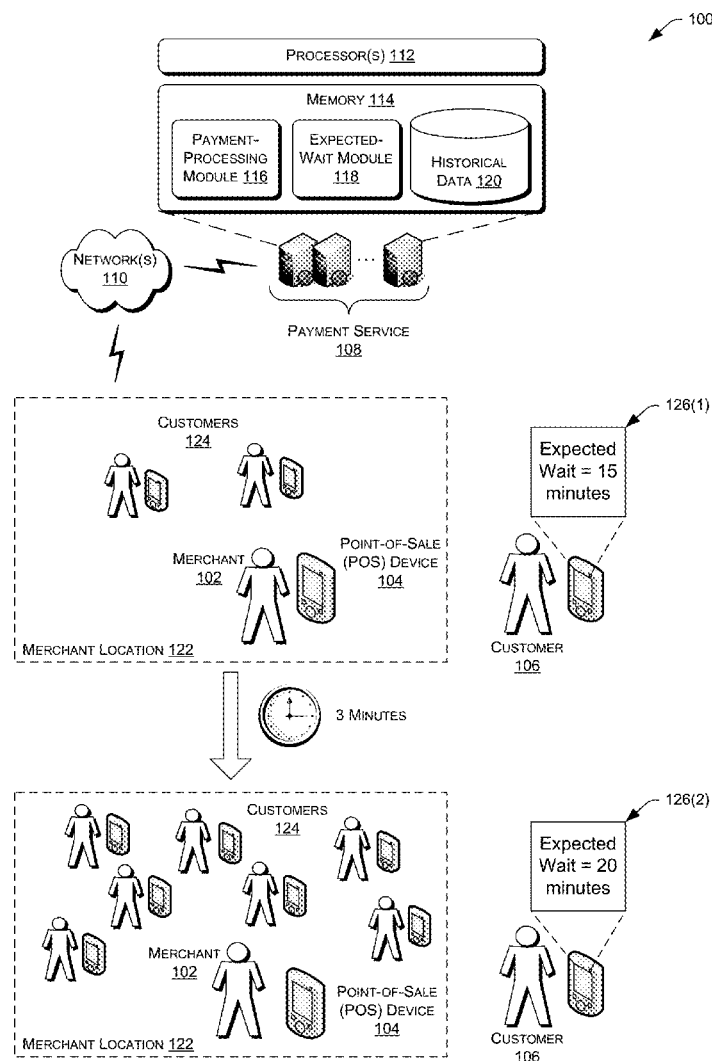 100
PROCESSOR(S) 112
MEMORY 114
PAYMENT-
PROCESSING
MODULE 116
EXPECTED-
WAIT MODULE
118
HISTORICAL
DATA 120
NETWORK(S)
110
...
PAYMENT SERVICE
108
126(1)
CUSTOMERS
124
Expected
Wait = 15
minutes
MERCHANT
102
POINT-OF-SALE
(POS) DEVICE
104
MERCHANT LOCATION 122
CUSTOMER
106
3 MINUTES
126(2)
CUSTOMERS
124
Expected
Wait = 20
minutes
MERCHANT
102
POINT-OF-SALE
(POS) DEVICE
104
MERCHANT LOCATION 122
CUSTOMER
106